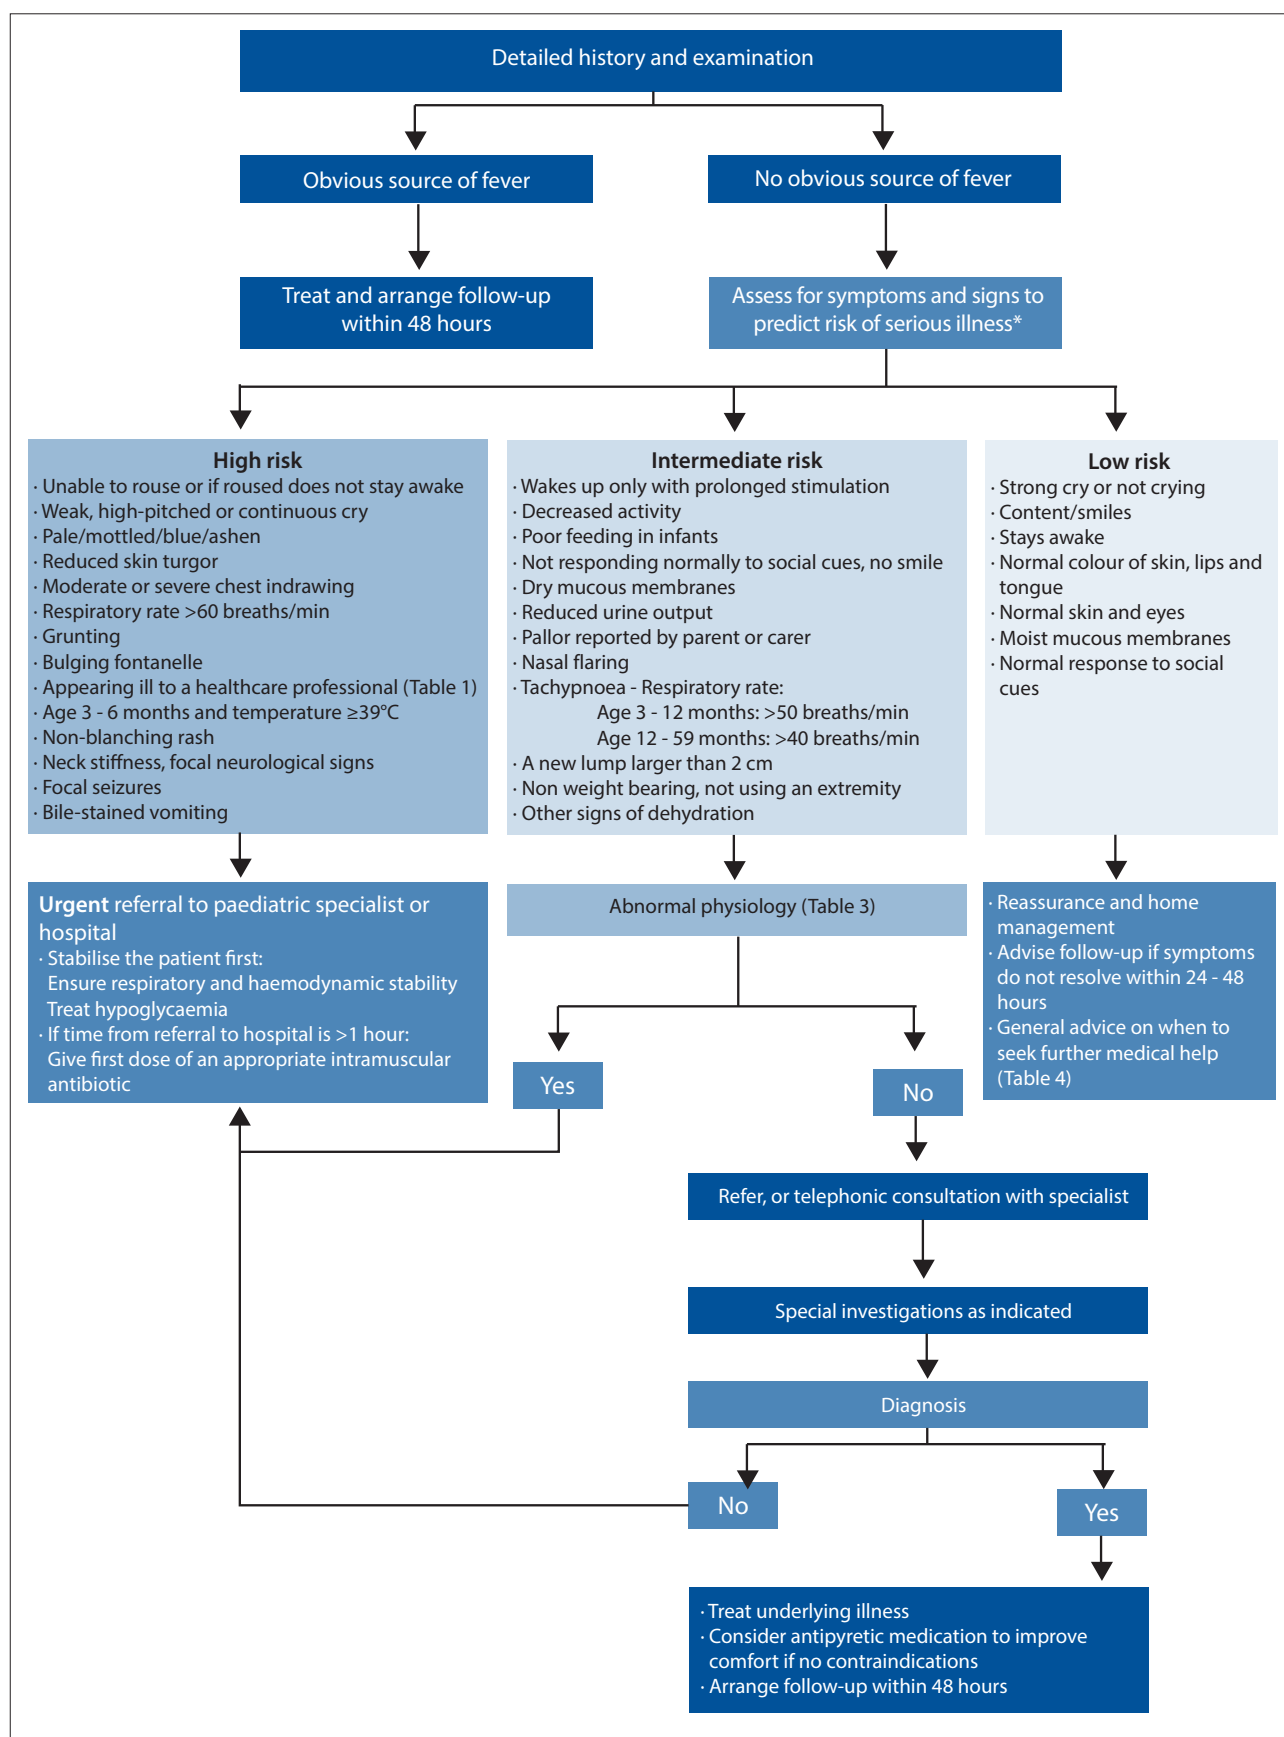 Detailed history and examination
Obvious source of fever
No obvious source of fever
Treat and arrange follow-up
within 48 hours
Assess for symptoms and signs to
predict risk of serious illness*
High risk
· Unable to rouse or if roused does not stay awake
· Weak, high-pitched or continuous cry
· Pale/mottled/blue/ashen
· Reduced skin turgor
· Moderate or severe chest indrawing
· Respiratory rate >60 breaths/min
· Grunting
· Bulging fontanelle
· Appearing ill to a healthcare professional (Table 1)
· Age 3 - 6 months and temperature ≥39°C
· Non-blanching rash
· Neck stiffness, focal neurological signs
· Focal seizures
· Bile-stained vomiting
Intermediate risk
· Wakes up only with prolonged stimulation
· Decreased activity
· Poor feeding in infants
· Not responding normally to social cues, no smile
· Dry mucous membranes
· Reduced urine output
· Pallor reported by parent or carer
· Nasal flaring
· Tachypnoea - Respiratory rate:
Age 3 - 12 months: >50 breaths/min
Age 12 - 59 months: >40 breaths/min
· A new lump larger than 2 cm
· Non weight bearing, not using an extremity
· Other signs of dehydration
Low risk
· Strong cry or not crying
· Content/smiles
· Stays awake
· Normal colour of skin, lips and
tongue
· Normal skin and eyes
· Moist mucous membranes
· Normal response to social
cues
Urgent referral to paediatric specialist or
hospital
· Stabilise the patient first:
Ensure respiratory and haemodynamic stability
Treat hypoglycaemia
· If time from referral to hospital is >1 hour:
Give first dose of an appropriate intramuscular
antibiotic
Abnormal physiology (Table 3)
· Reassurance and home
management
· Advise follow-up if symptoms
do not resolve within 24 - 48
hours
· General advice on when to
seek further medical help
(Table 4)
Yes
No
Refer, or telephonic consultation with specialist
Special investigations as indicated
Diagnosis
No
Yes
· Treat underlying illness
· Consider antipyretic medication to improve
comfort if no contraindications
· Arrange follow-up within 48 hours